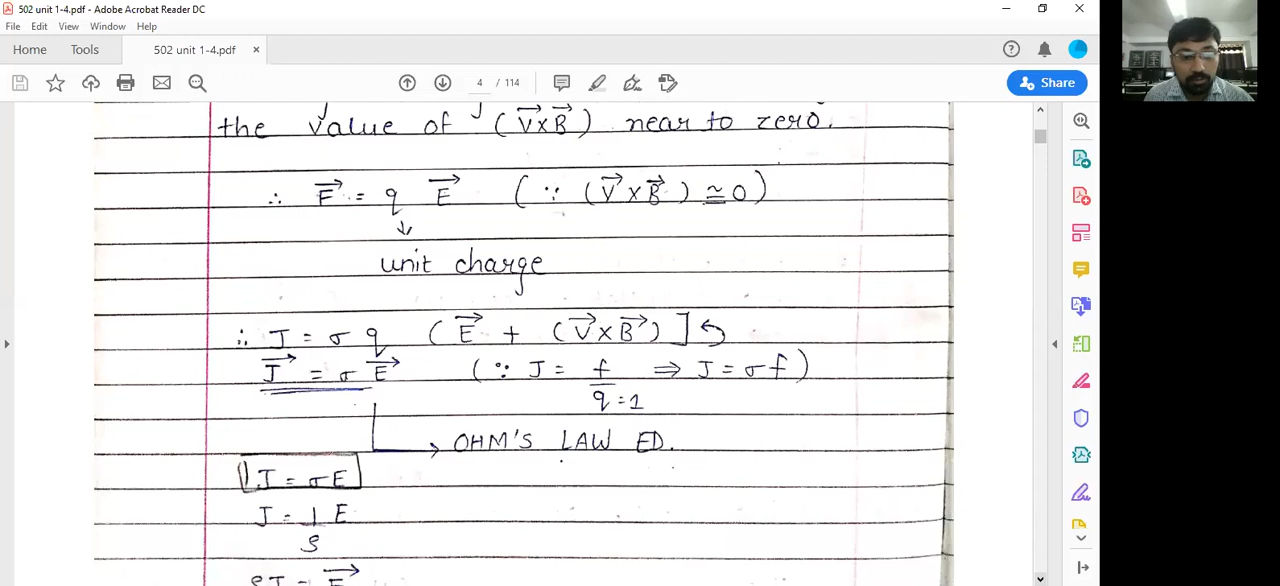 502 unit 1-4.pdf - Adobe Acrobat Reader DC
File Edit View Window Help
Home Tools 502 unit 1-4.pdf ×
4 / 114
Share
the value of (V×B) near to zero.
∴ F = q E (∵ (V×B) ≅ 0)
↓
unit charge
∴ J = σ q (E + (V×B)]
J = σ E (∵ J = f/q=1 ⇒ J = σf)
→ OHM'S LAW ED.
J = σE
J = 1/ρ E
ρJ = E